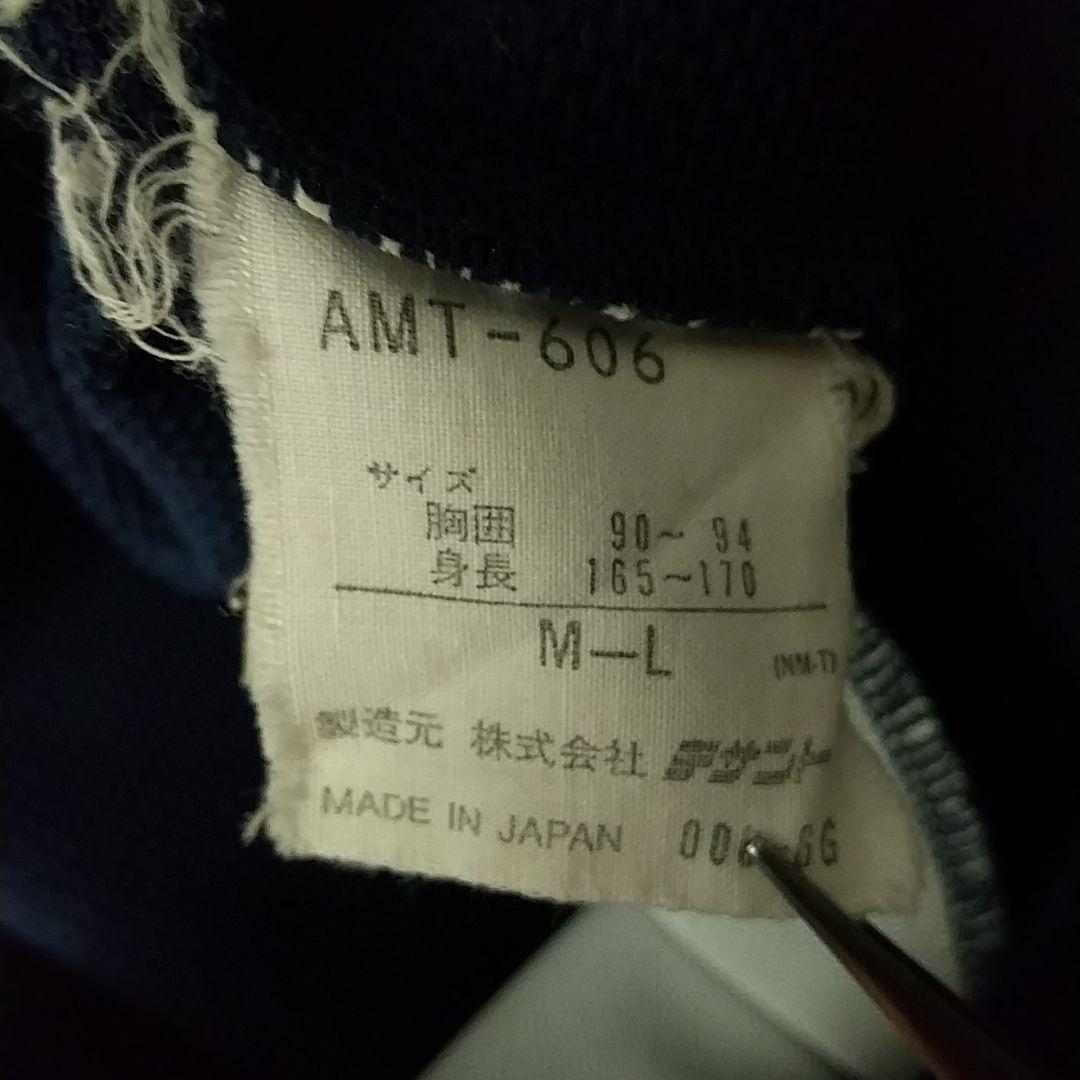 AMT-606
サイズ
胸囲 90~ 94
身長 165~170
M—L
(NM-T)
製造元 株式会社 デサント
MADE IN JAPAN